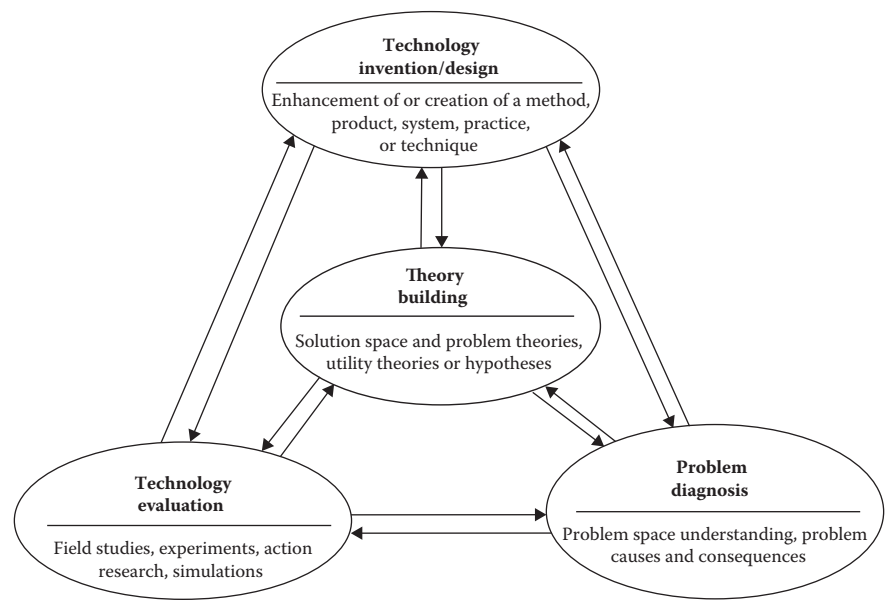 Technology
invention/design
Enhancement of or creation of a method,
product, system, practice,
or technique
Theory
building
Solution space and problem theories,
utility theories or hypotheses
Technology
evaluation
Field studies, experiments, action
research, simulations
Problem
diagnosis
Problem space understanding, problem
causes and consequences